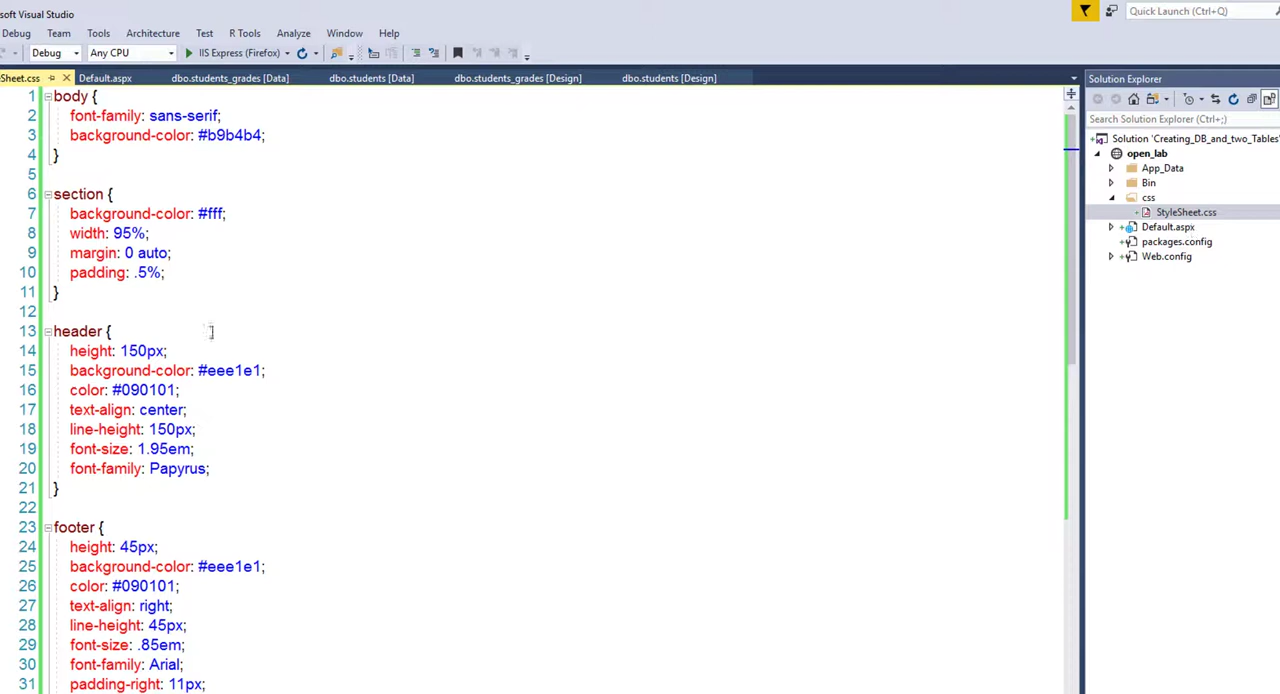 soft Visual Studio
Quick Launch (Ctrl+Q)
Debug Team Tools Architecture Test R Tools Analyze Window Help
Debug Any CPU IIS Express (Firefox)
Sheet.css Default.aspx dbo.students_grades [Data] dbo.students [Data] dbo.students_grades [Design] dbo.students [Design]
1 body {
2 font-family: sans-serif;
3 background-color: #b9b4b4;
4 }
5
6 section {
7 background-color: #fff;
8 width: 95%;
9 margin: 0 auto;
10 padding: .5%;
11 }
12
13 header {
14 height: 150px;
15 background-color: #eee1e1;
16 color: #090101;
17 text-align: center;
18 line-height: 150px;
19 font-size: 1.95em;
20 font-family: Papyrus;
21 }
22
23 footer {
24 height: 45px;
25 background-color: #eee1e1;
26 color: #090101;
27 text-align: right;
28 line-height: 45px;
29 font-size: .85em;
30 font-family: Arial;
31 padding-right: 11px;
Solution Explorer
Search Solution Explorer (Ctrl+;)
Solution 'Creating_DB_and_two_Tables'
open_lab
App_Data
Bin
css
StyleSheet.css
Default.aspx
packages.config
Web.config